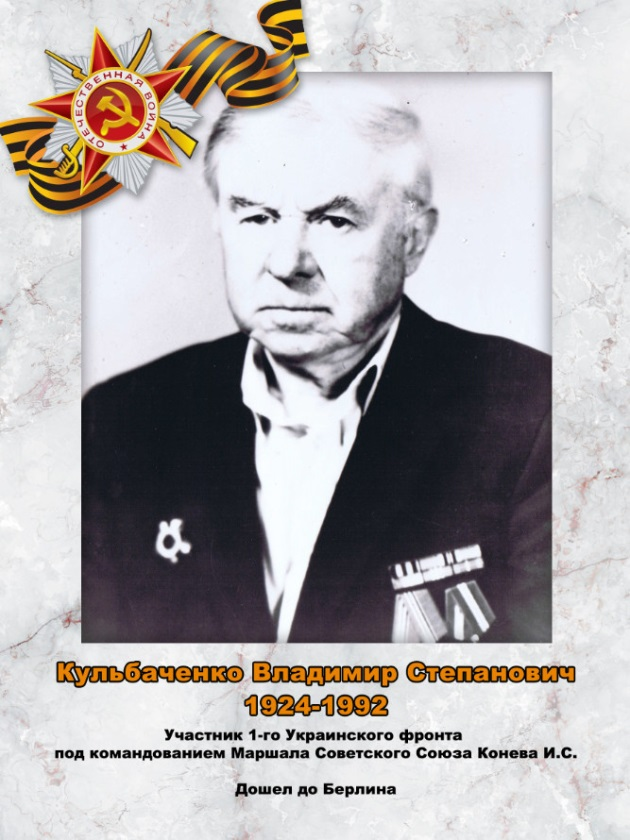 ОТЕЧЕСТВЕННАЯ ВОЙНА
Кульбаченко Владимир Степанович
1924-1992
Участник 1-го Украинского фронта
под командованием Маршала Советского Союза Конева И.С.
Дошел до Берлина